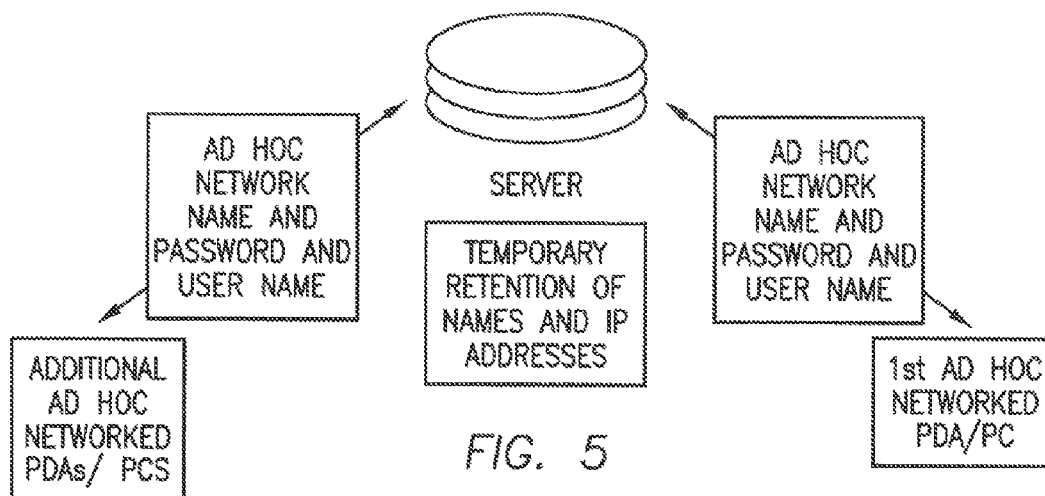 AD HOC
NETWORK
NAME AND
PASSWORD AND
USER NAME
SERVER
TEMPORARY
RETENTION OF
NAMES AND IP
ADDRESSES
AD HOC
NETWORK
NAME AND
PASSWORD AND
USER NAME
ADDITIONAL
AD HOC
NETWORKED
PDAs/ PCS
1st AD HOC
NETWORKED
PDA/PC
FIG. 5